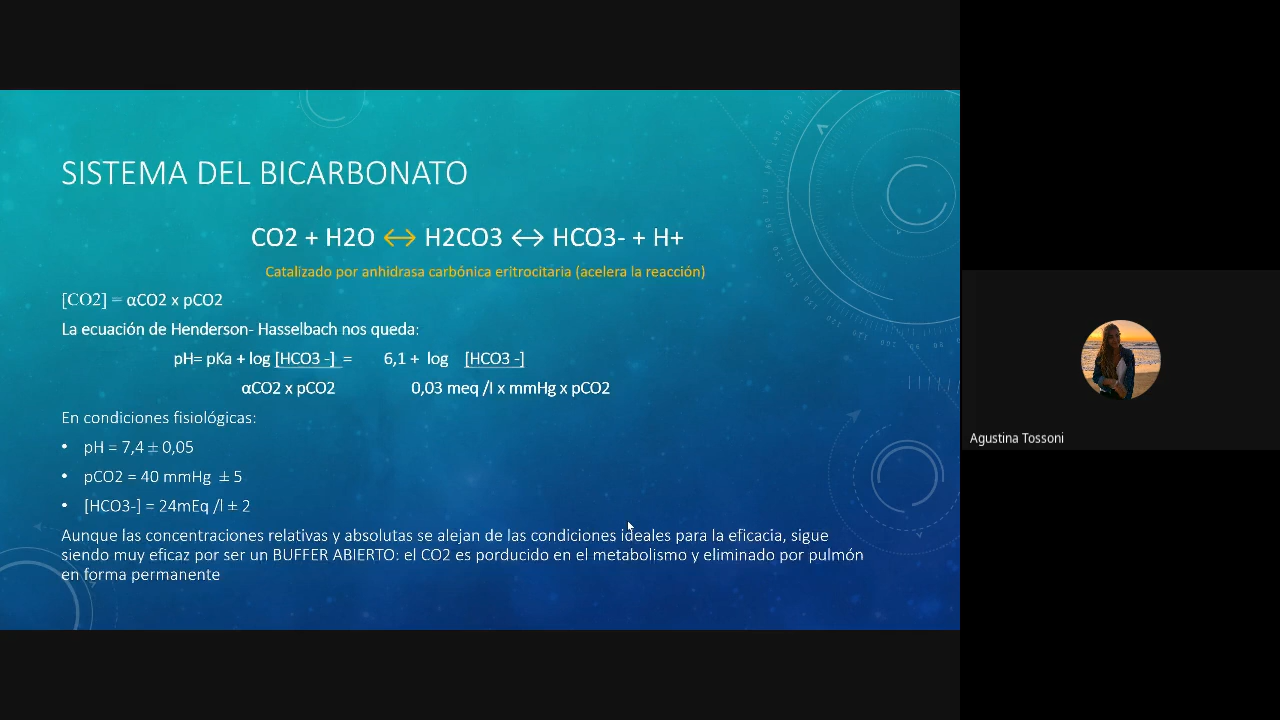 SISTEMA DEL BICARBONATO
CO2 + H2O ↔ H2CO3 ↔ HCO3- + H+
Catalizado por anhidrasa carbónica eritrocitaria (acelera la reacción)
[CO2] = αCO2 x pCO2
La ecuación de Henderson- Hasselbach nos queda:
pH= pKa + log [HCO3 -] = 6,1 + log [HCO3 -]
αCO2 x pCO2 0,03 meq /l x mmHg x pCO2
En condiciones fisiológicas:
• pH = 7,4 ± 0,05
• pCO2 = 40 mmHg ± 5
• [HCO3-] = 24mEq /l ± 2
Aunque las concentraciones relativas y absolutas se alejan de las condiciones ideales para la eficacia, sigue
siendo muy eficaz por ser un BUFFER ABIERTO: el CO2 es porducido en el metabolismo y eliminado por pulmón
en forma permanente
Agustina Tossoni